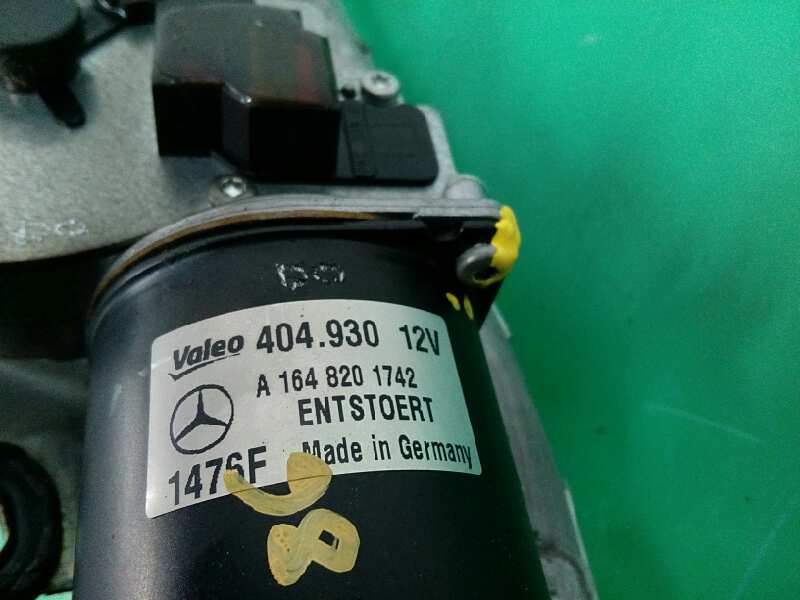 Valeo 404.930 12V
A 164 820 1742
ENTSTOERT
1476F Made in Germany